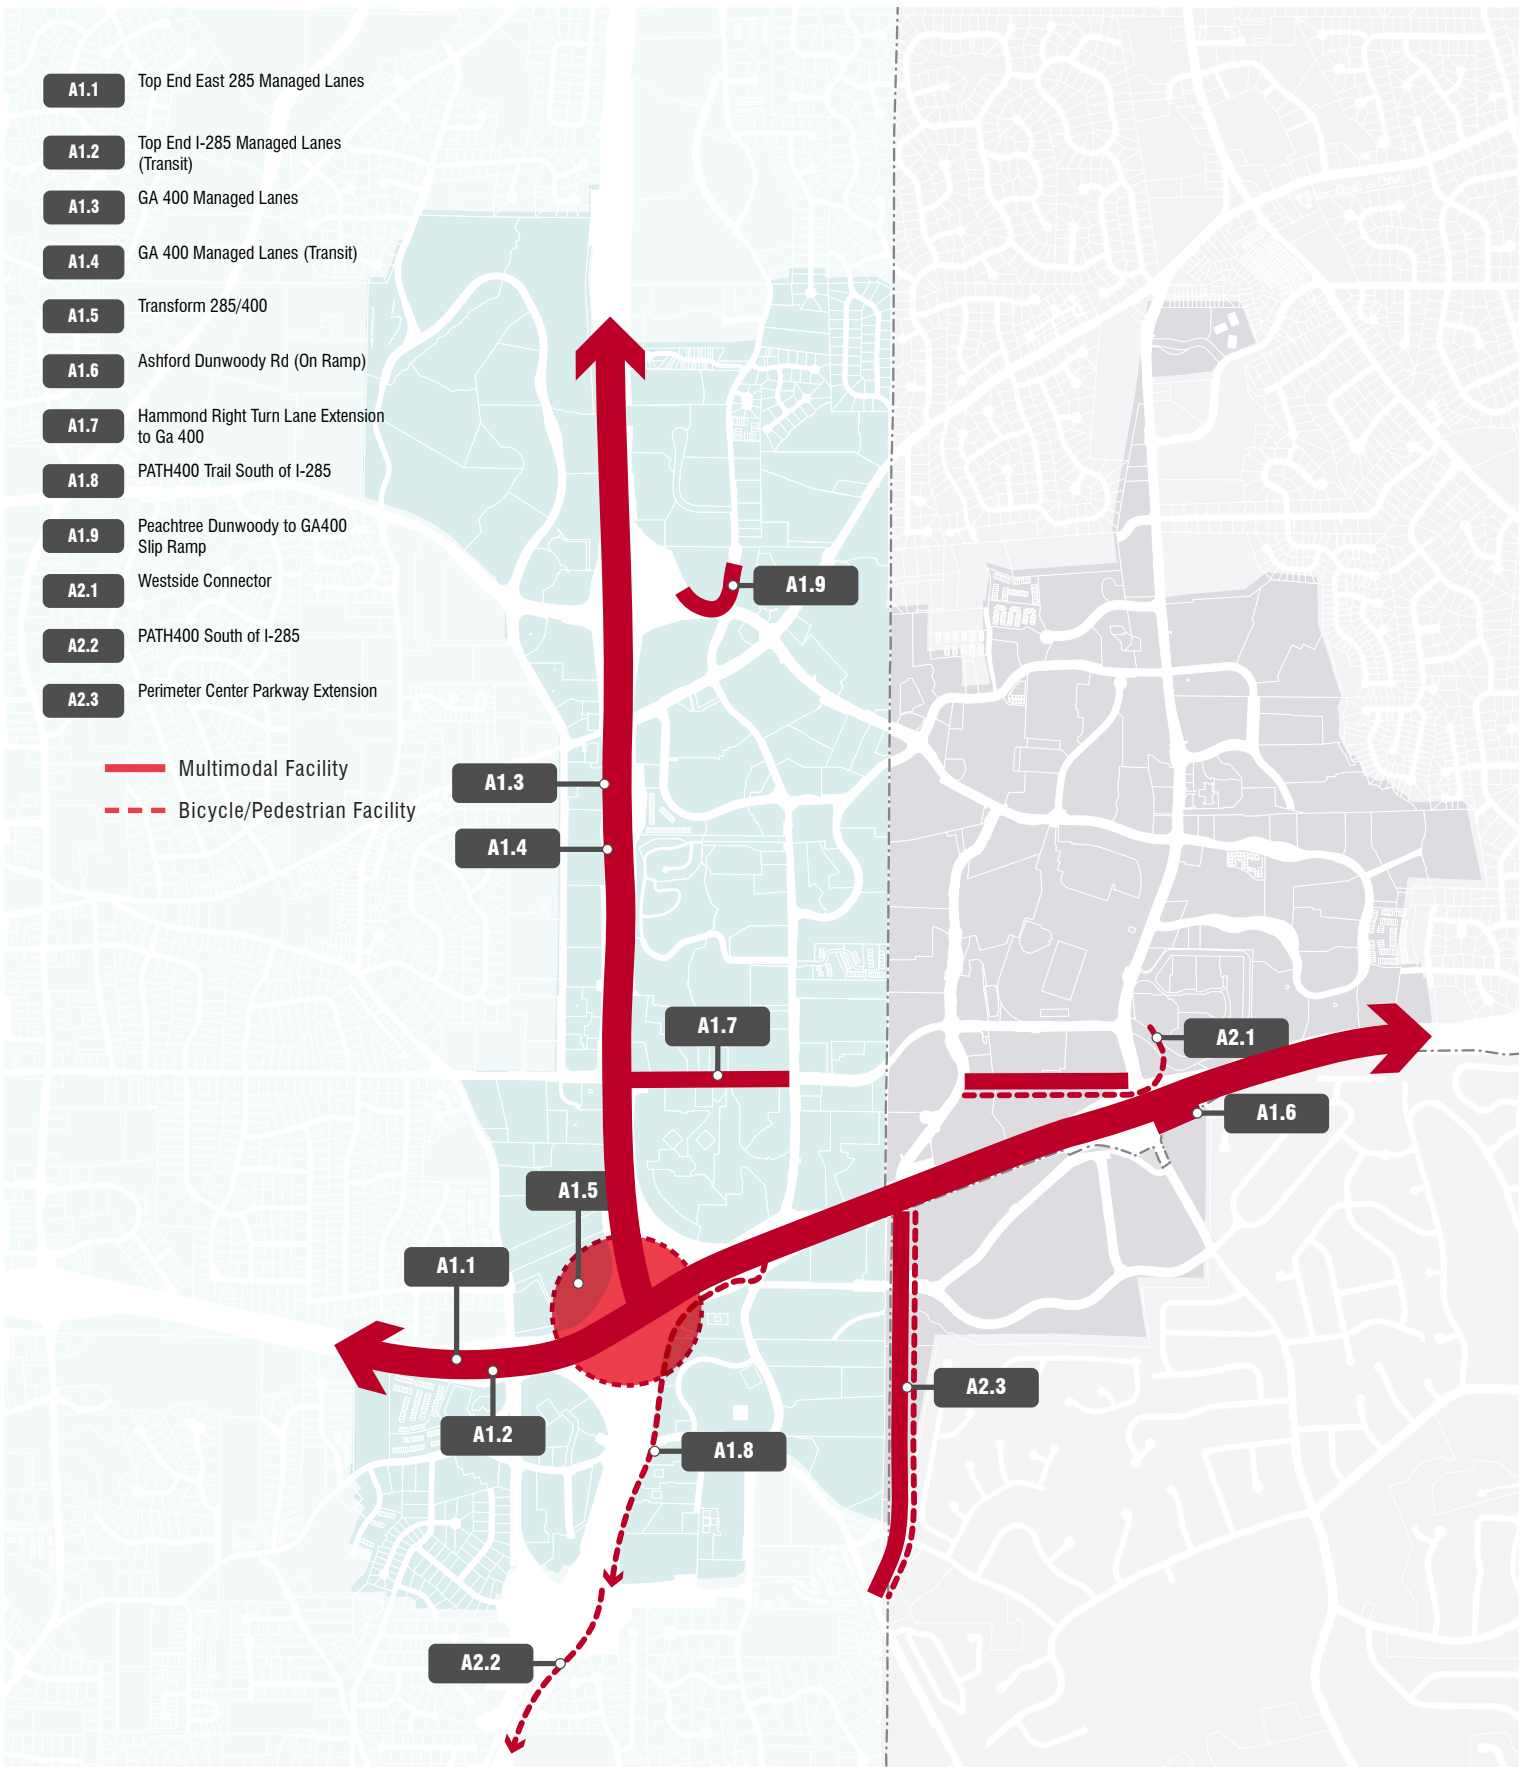 A1.1 Top End East 285 Managed Lanes
A1.2 Top End I-285 Managed Lanes
(Transit)
A1.3 GA 400 Managed Lanes
A1.4 GA 400 Managed Lanes (Transit)
A1.5 Transform 285/400
A1.6 Ashford Dunwoody Rd (On Ramp)
A1.7 Hammond Right Turn Lane Extension
to Ga 400
A1.8 PATH400 Trail South of I-285
A1.9 Peachtree Dunwoody to GA400
Slip Ramp
A2.1 Westside Connector
A2.2 PATH400 South of I-285
A2.3 Perimeter Center Parkway Extension
Multimodal Facility
Bicycle/Pedestrian Facility
A1.9
A1.3
A1.4
A1.7
A2.1
A1.6
A1.5
A1.1
A2.3
A1.2
A1.8
A2.2